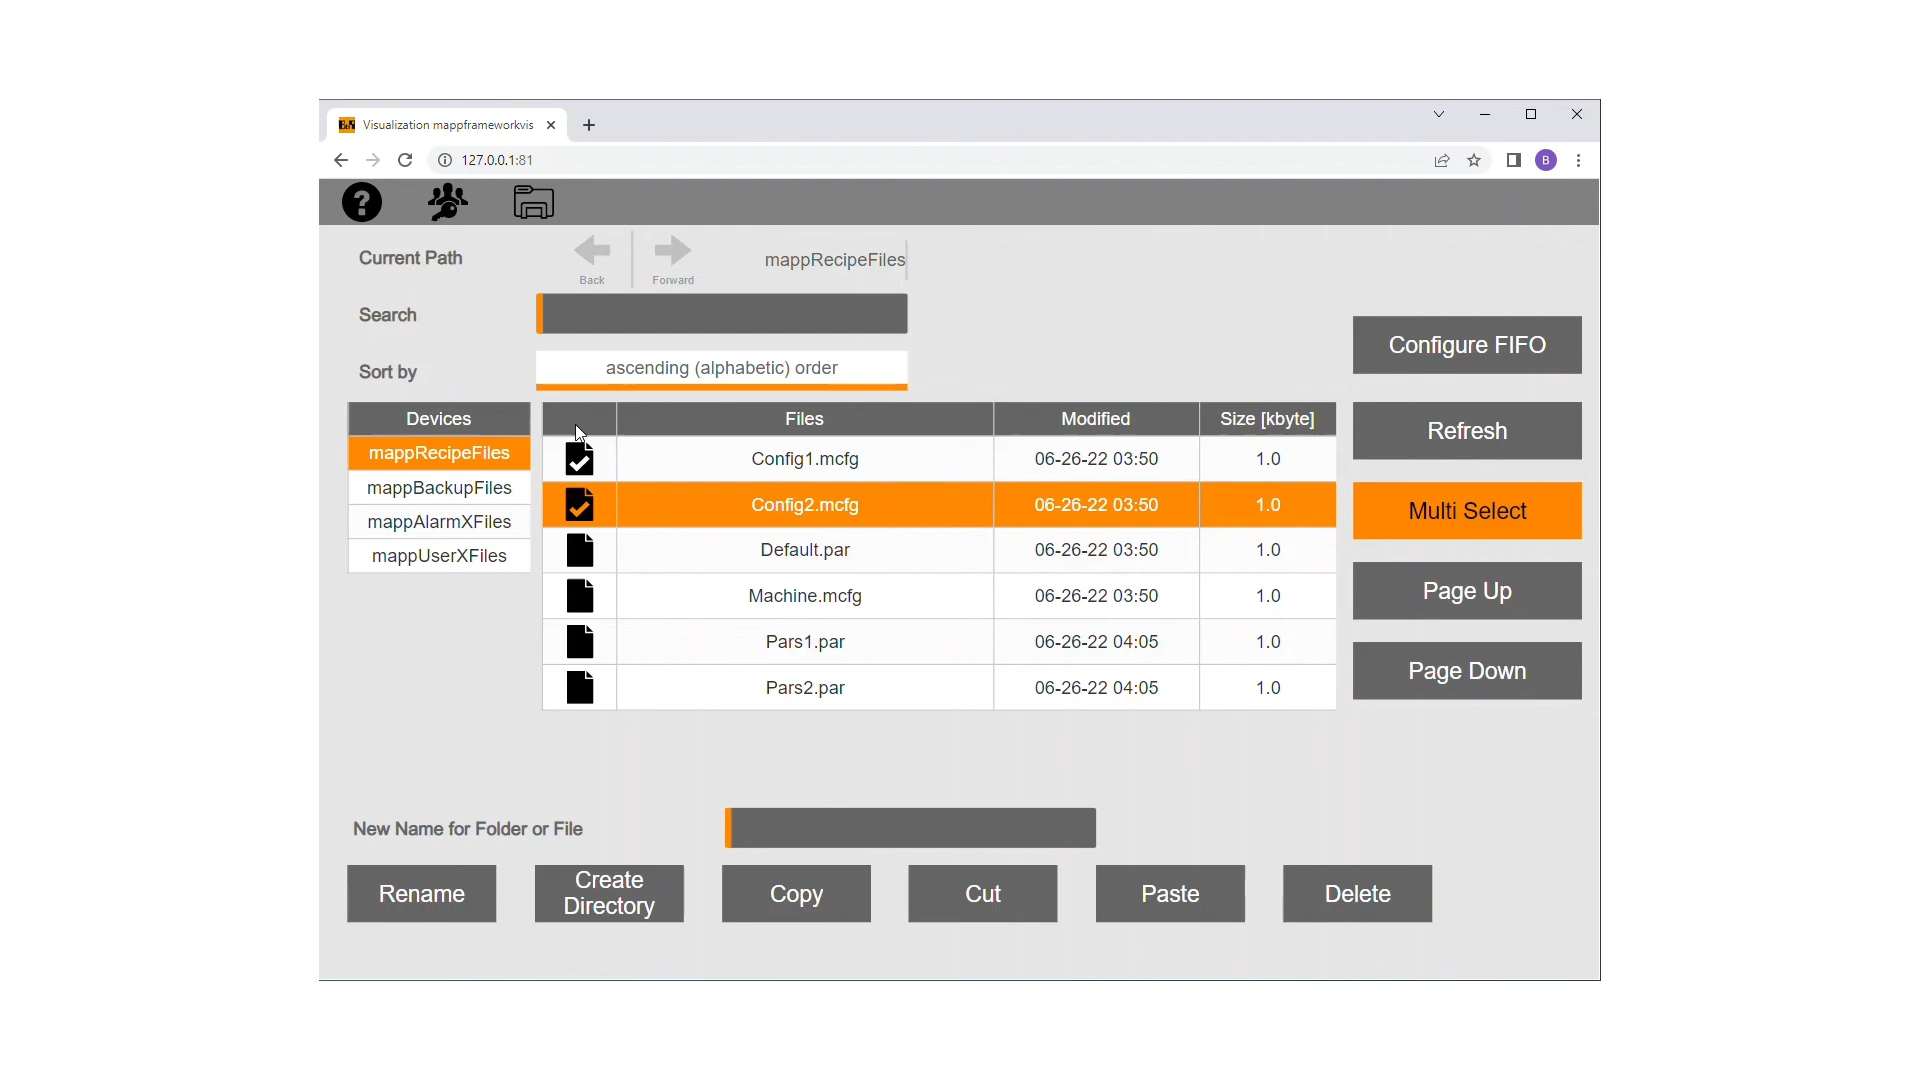 Visualization mappframeworkvis
127.0.0.1:81
B
Current Path
Back
Forward
mappRecipeFiles
Search
Configure FIFO
Sort by
ascending (alphabetic) order
Devices
Files
Modified
Size [kbyte]
Refresh
mappRecipeFiles
Config1.mcfg
06-26-22 03:50
1.0
mappBackupFiles
Config2.mcfg
06-26-22 03:50
1.0
Multi Select
mappAlarmXFiles
Default.par
06-26-22 03:50
1.0
mappUserXFiles
Machine.mcfg
06-26-22 03:50
1.0
Page Up
Pars1.par
06-26-22 04:05
1.0
Page Down
Pars2.par
06-26-22 04:05
1.0
New Name for Folder or File
Rename
Create
Directory
Copy
Cut
Paste
Delete